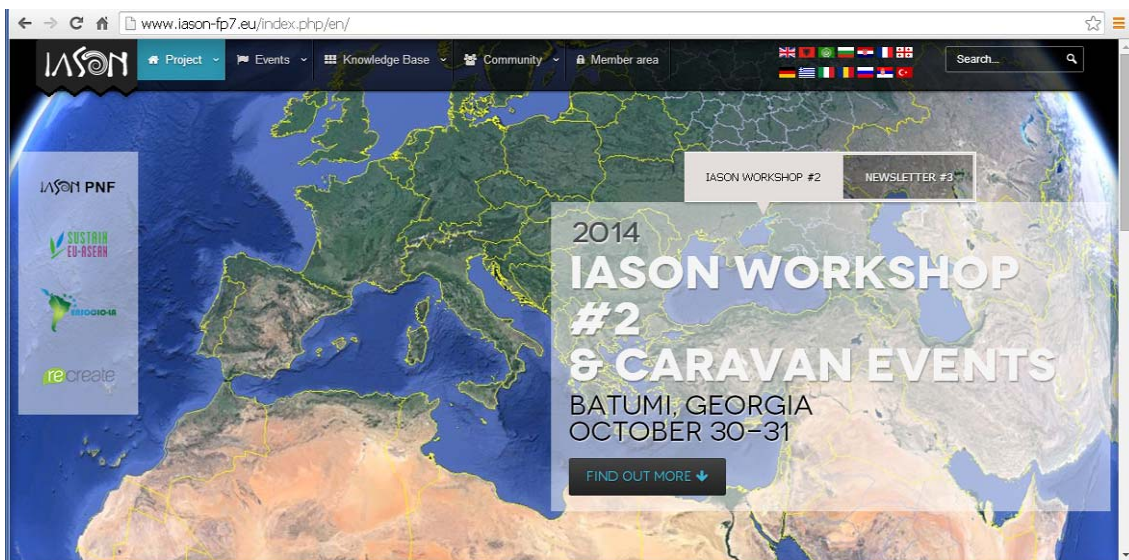 www.iason-fp7.eu/index.php/en/
IASON
Project
Events
Knowledge Base
Community
Member area
Search...
IASON PNF
SUSTAIN
EU-ASEAN
ENSOCIO-LA
recreate
IASON WORKSHOP #2
NEWSLETTER #3
2014
IASON WORKSHOP
#2
& CARAVAN EVENTS
BATUMI, GEORGIA
OCTOBER 30-31
FIND OUT MORE